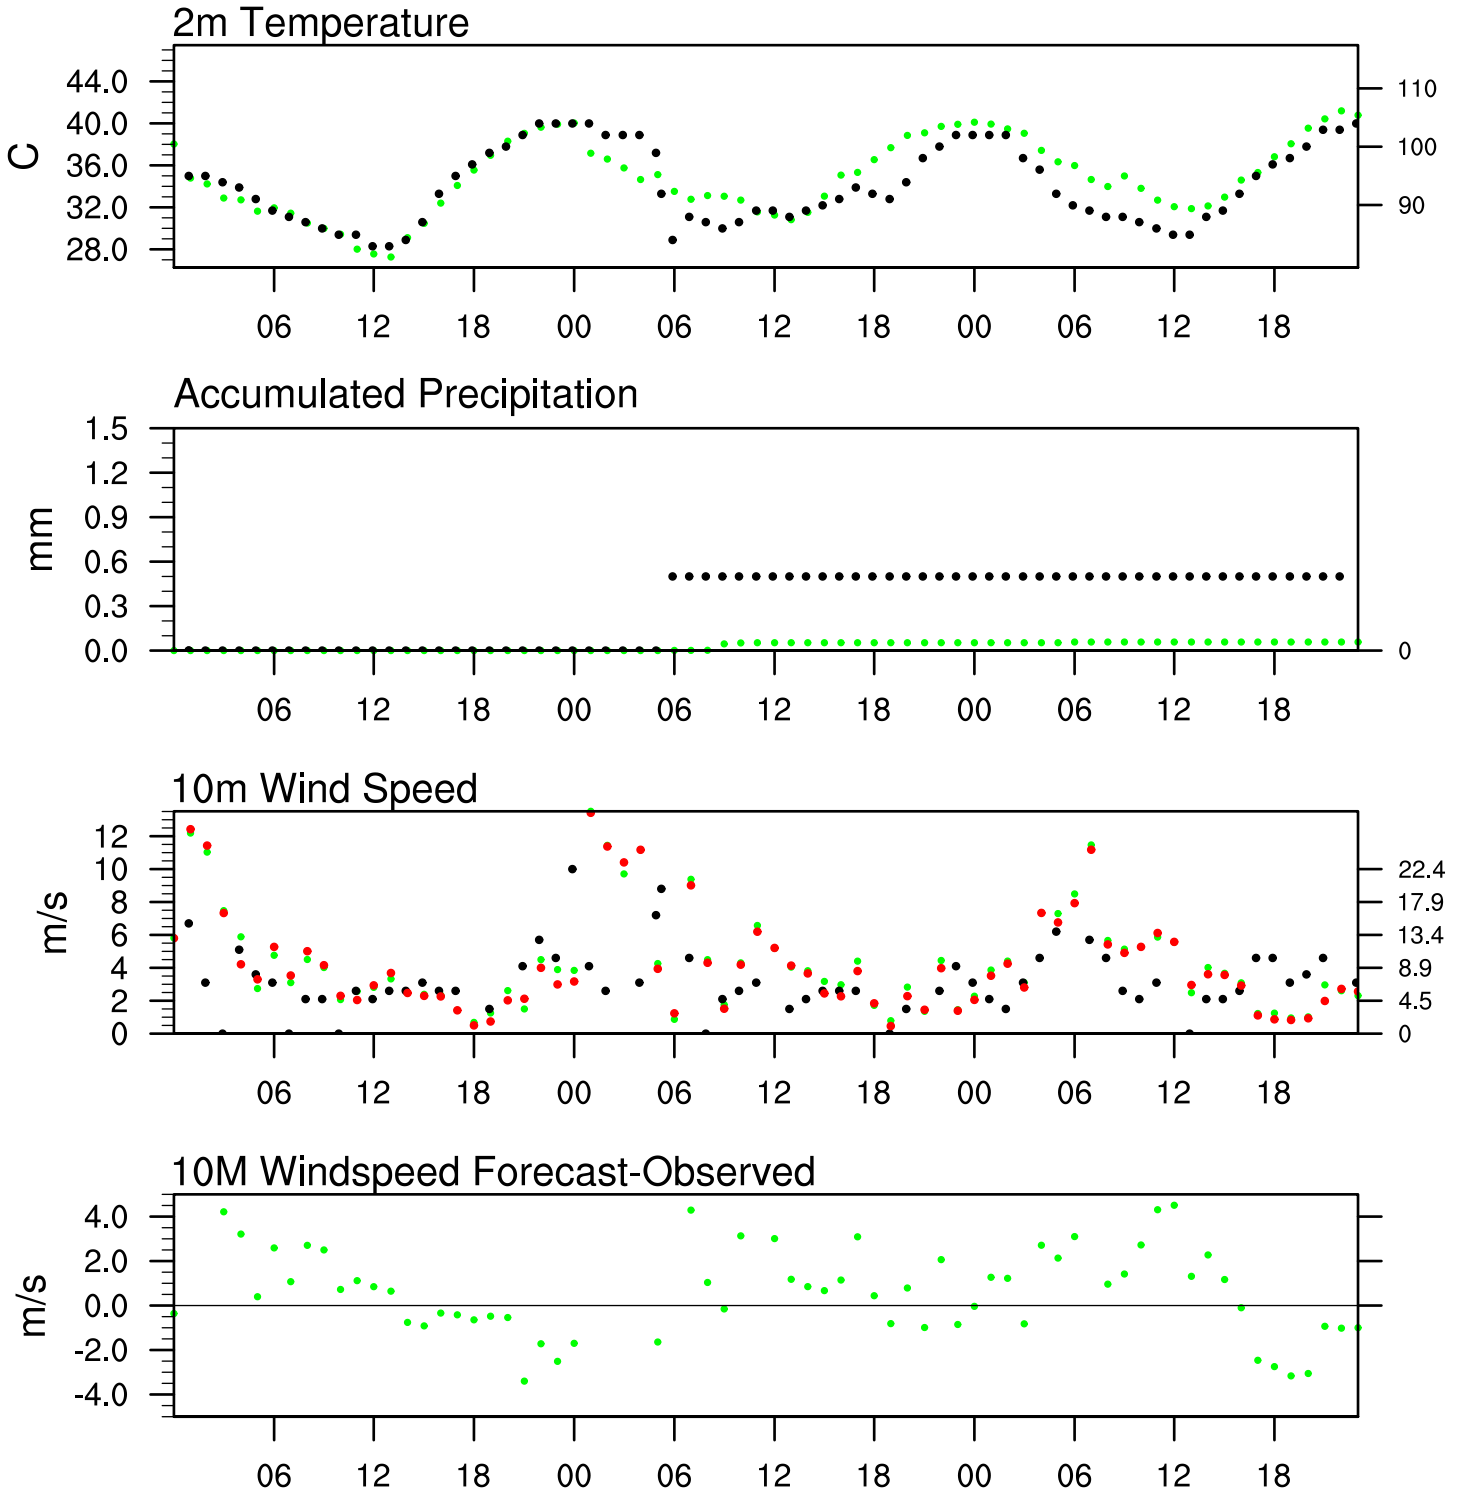 2m Temperature
44.0
40.0
36.0
32.0
28.0
C
110
100
90
06 12 18 00 06 12 18 00 06 12 18
Accumulated Precipitation
1.5
1.2
0.9
0.6
0.3
0.0
mm
0
06 12 18 00 06 12 18 00 06 12 18
10m Wind Speed
12
10
8
6
4
2
0
m/s
22.4
17.9
13.4
8.9
4.5
0
06 12 18 00 06 12 18 00 06 12 18
10M Windspeed Forecast-Observed
4.0
2.0
0.0
-2.0
-4.0
m/s
06 12 18 00 06 12 18 00 06 12 18